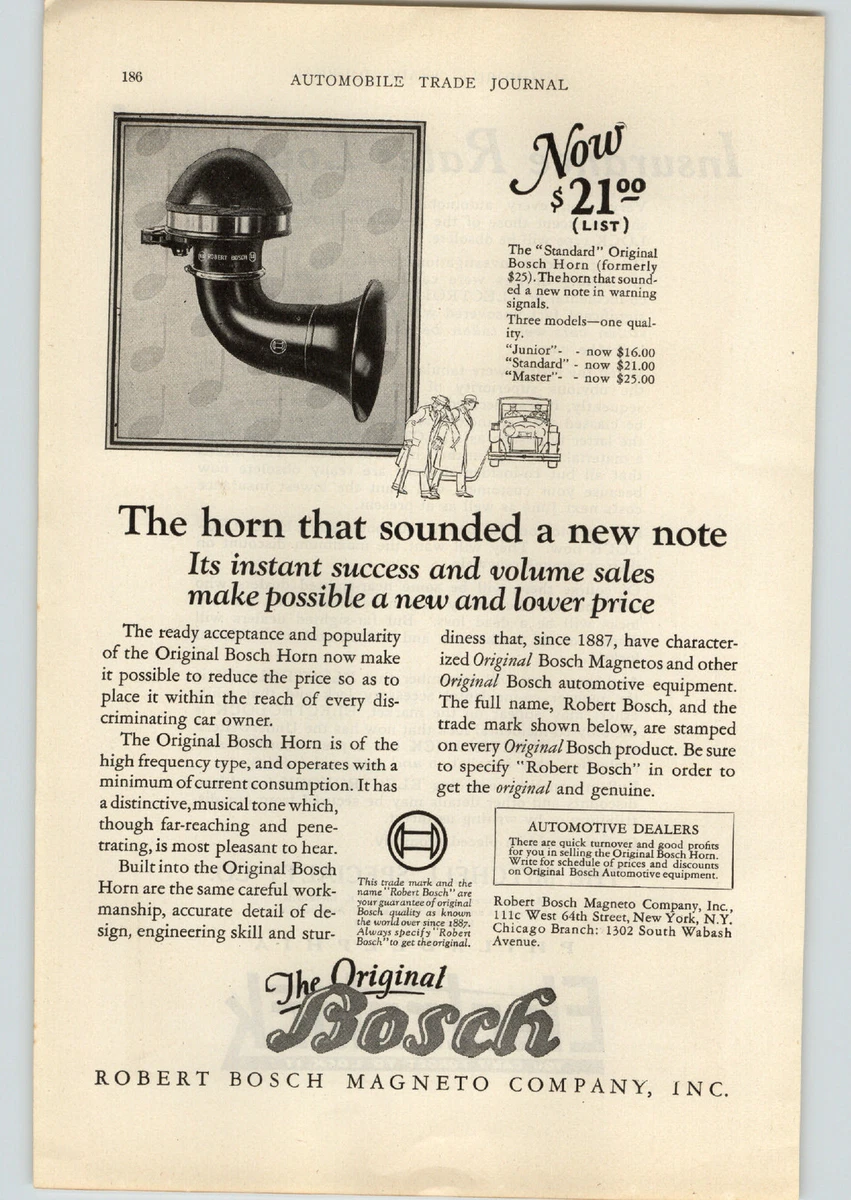 186
AUTOMOBILE TRADE JOURNAL
ROBERT BOSCH
Now
$21.00
(LIST)
The "Standard" Original
Bosch Horn (formerly
$25). The horn that sound-
ed a new note in warning
signals.
Three models—one qual-
ity.
"Junior"- - now $16.00
"Standard" - now $21.00
"Master"- - now $25.00
The horn that sounded a new note
Its instant success and volume sales
make possible a new and lower price
The ready acceptance and popularity
of the Original Bosch Horn now make
it possible to reduce the price so as to
place it within the reach of every dis-
criminating car owner.
The Original Bosch Horn is of the
high frequency type, and operates with a
minimum of current consumption. It has
a distinctive, musical tone which,
though far-reaching and pene-
trating, is most pleasant to hear.
Built into the Original Bosch
Horn are the same careful work-
manship, accurate detail of de-
sign, engineering skill and stur-
diness that, since 1887, have character-
ized Original Bosch Magnetos and other
Original Bosch automotive equipment.
The full name, Robert Bosch, and the
trade mark shown below, are stamped
on every Original Bosch product. Be sure
to specify "Robert Bosch" in order to
get the original and genuine.
This trade mark and the
name "Robert Bosch" are
your guarantee of original
Bosch quality as known
the world over since 1887.
Always specify "Robert
Bosch" to get the original.
AUTOMOTIVE DEALERS
There are quick turnover and good profits
for you in selling the Original Bosch Horn.
Write for schedule of prices and discounts
on Original Bosch Automotive equipment.
Robert Bosch Magneto Company, Inc.,
111c West 64th Street, New York, N.Y.
Chicago Branch: 1302 South Wabash
Avenue.
The Original
Bosch
ROBERT BOSCH MAGNETO COMPANY, INC.